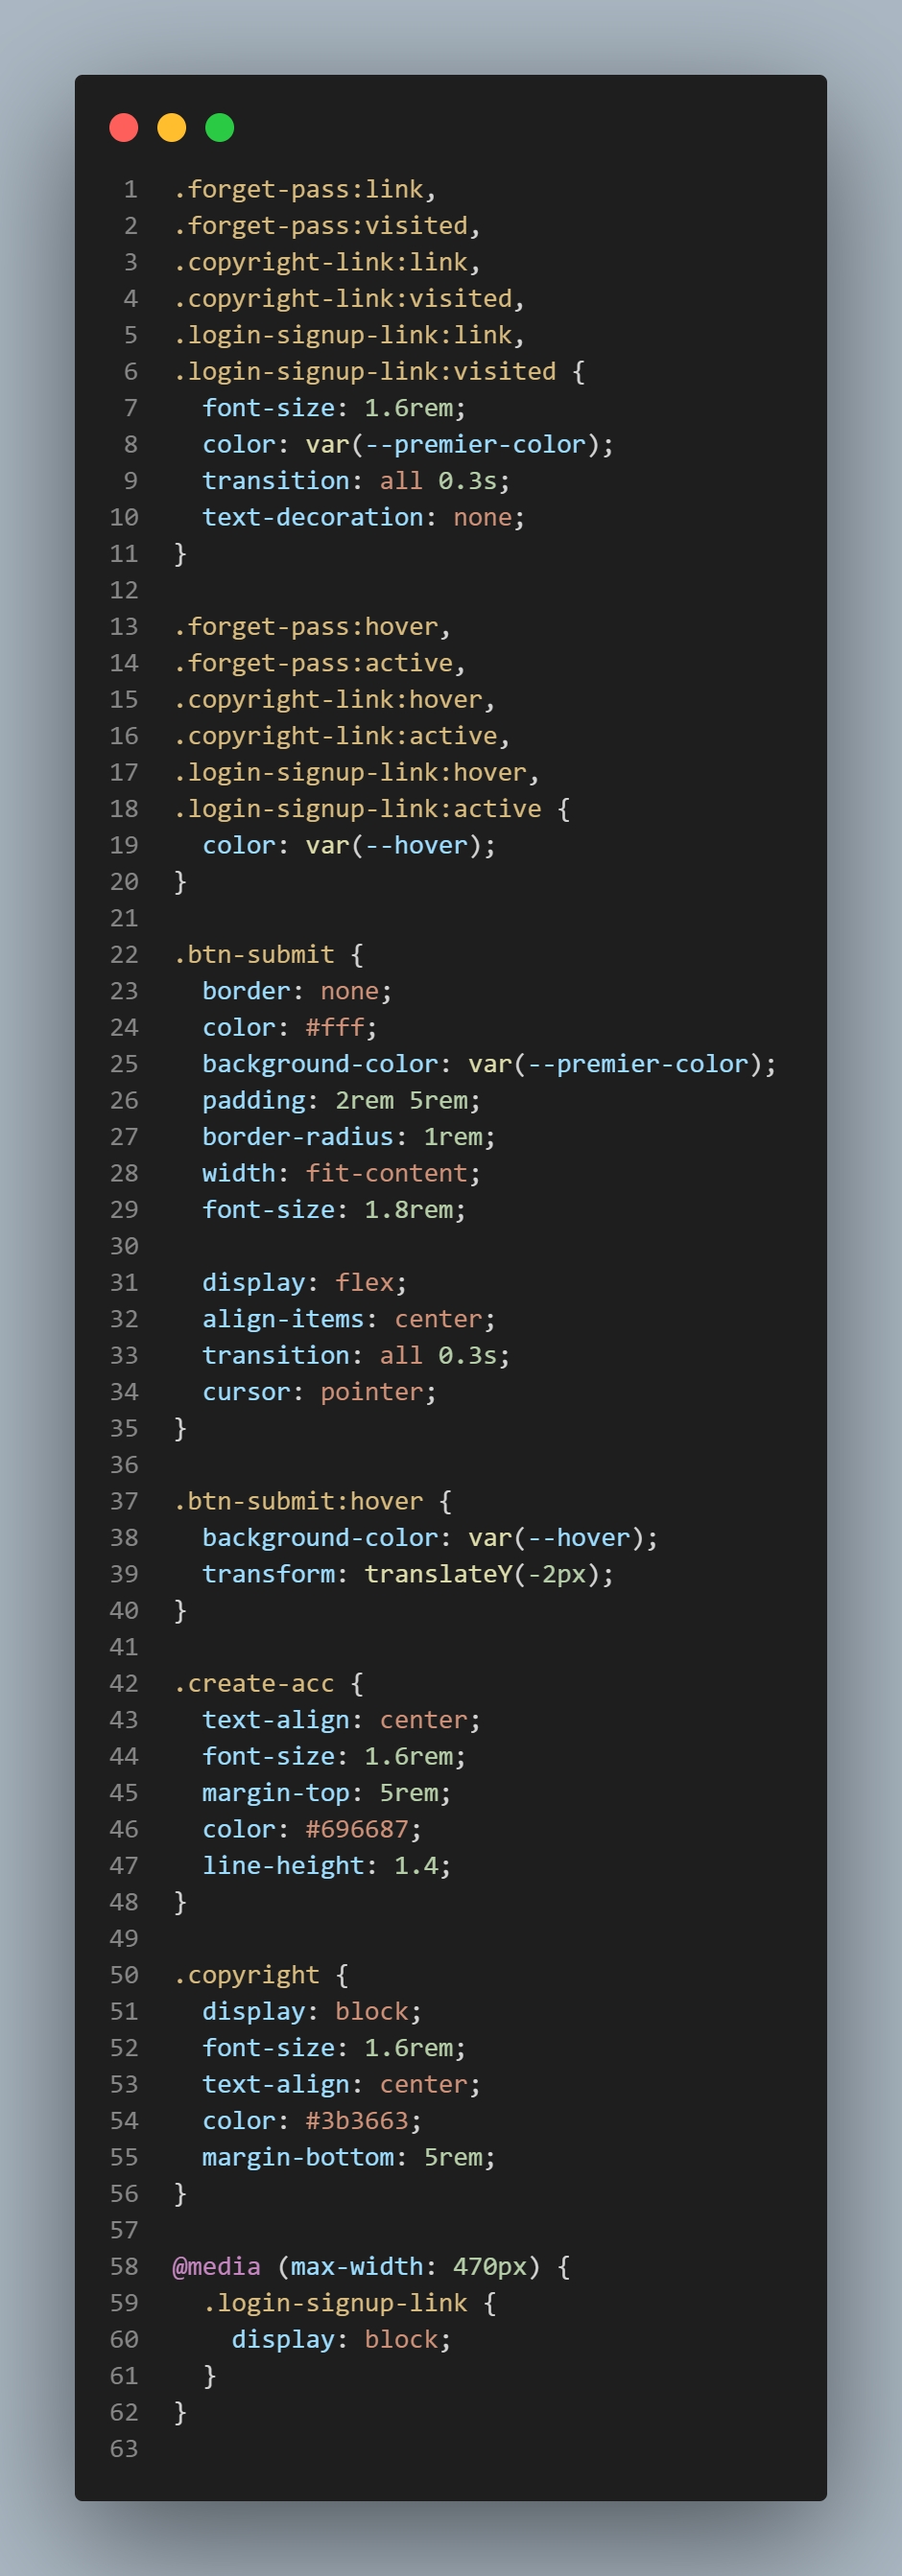 1 .forget-pass:link,
2 .forget-pass:visited,
3 .copyright-link:link,
4 .copyright-link:visited,
5 .login-signup-link:link,
6 .login-signup-link:visited {
7   font-size: 1.6rem;
8   color: var(--premier-color);
9   transition: all 0.3s;
10   text-decoration: none;
11 }
12
13 .forget-pass:hover,
14 .forget-pass:active,
15 .copyright-link:hover,
16 .copyright-link:active,
17 .login-signup-link:hover,
18 .login-signup-link:active {
19   color: var(--hover);
20 }
21
22 .btn-submit {
23   border: none;
24   color: #fff;
25   background-color: var(--premier-color);
26   padding: 2rem 5rem;
27   border-radius: 1rem;
28   width: fit-content;
29   font-size: 1.8rem;
30
31   display: flex;
32   align-items: center;
33   transition: all 0.3s;
34   cursor: pointer;
35 }
36
37 .btn-submit:hover {
38   background-color: var(--hover);
39   transform: translateY(-2px);
40 }
41
42 .create-acc {
43   text-align: center;
44   font-size: 1.6rem;
45   margin-top: 5rem;
46   color: #696687;
47   line-height: 1.4;
48 }
49
50 .copyright {
51   display: block;
52   font-size: 1.6rem;
53   text-align: center;
54   color: #3b3663;
55   margin-bottom: 5rem;
56 }
57
58 @media (max-width: 470px) {
59   .login-signup-link {
60     display: block;
61   }
62 }
63